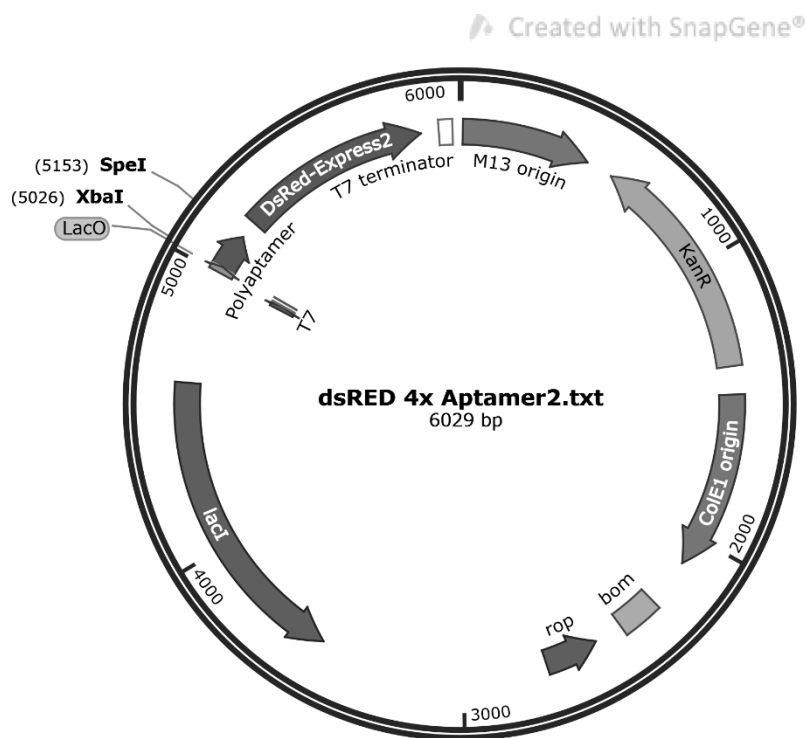 Created with SnapGene®
6000
DsRed-Express2
T7 terminator
M13 origin
(5153) SpeI
(5026) XbaI
LacO
5000
Polyaptamer
T7
1000
KanR
dsRED 4x Aptamer2.txt
6029 bp
ColE1 origin
2000
lacI
4000
bom
rop
3000